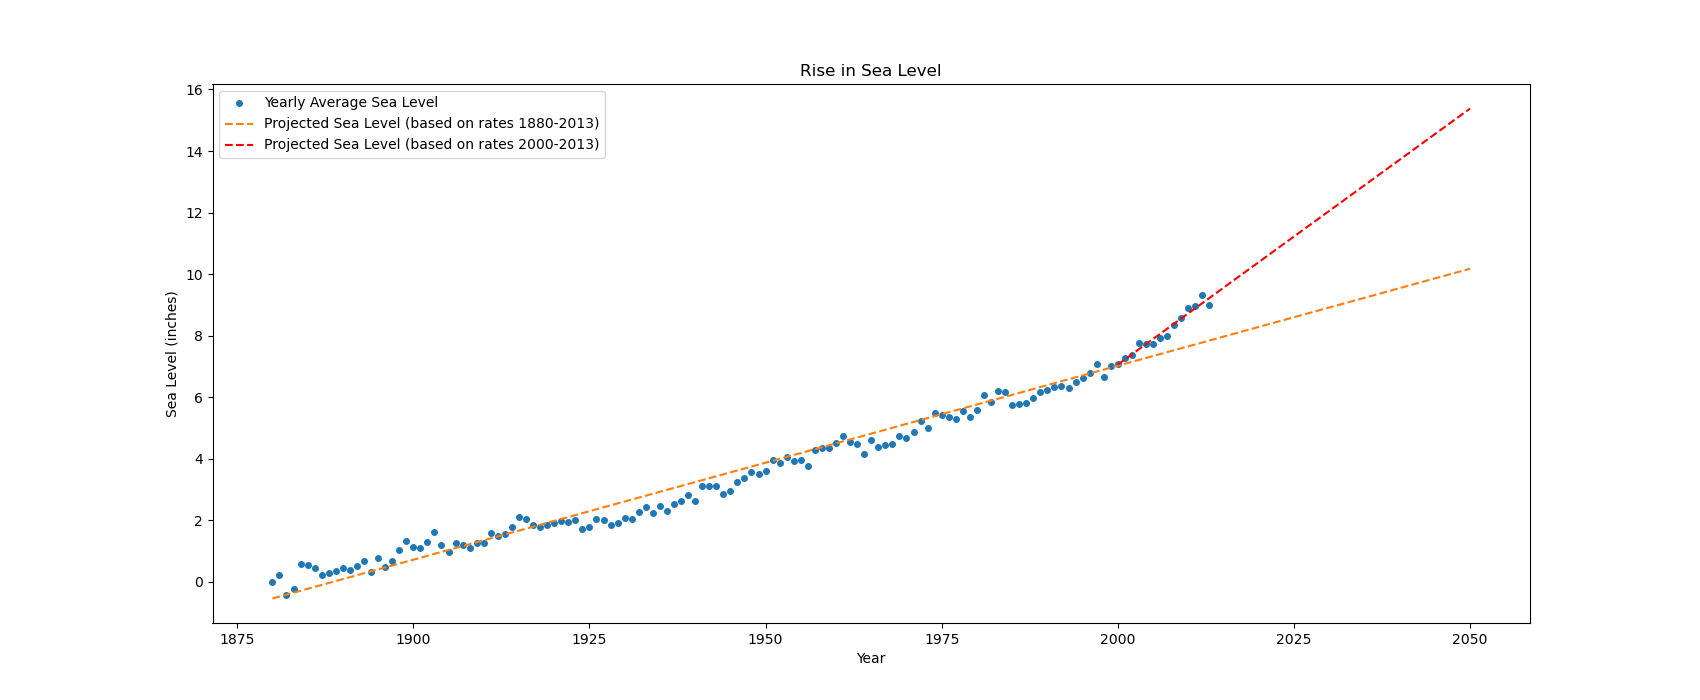 Rise in Sea Level
16
14
12
10
8
6
4
2
0
Sea Level (inches)
Yearly Average Sea Level
Projected Sea Level (based on rates 1880-2013)
Projected Sea Level (based on rates 2000-2013)
1875 1900 1925 1950 1975 2000 2025 2050
Year